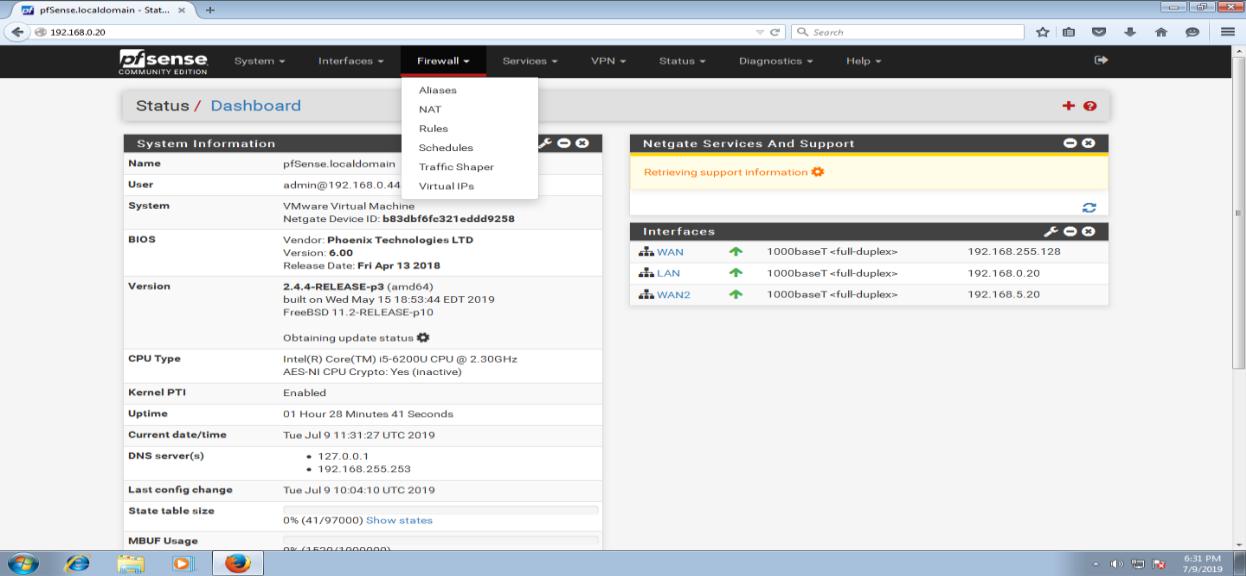 pfSense.localdomain - Stat...
192.168.0.20
Search
pfsense
COMMUNITY EDITION
System
Interfaces
Firewall
Services
VPN
Status
Diagnostics
Help
Aliases
NAT
Rules
Schedules
Traffic Shaper
Virtual IPs
Status / Dashboard
System Information
Name pfSense.localdomain
User admin@192.168.0.44
System VMware Virtual Machine
Netgate Device ID: b83dbf6fc321eddd9258
BIOS Vendor: Phoenix Technologies LTD
Version: 6.00
Release Date: Fri Apr 13 2018
Version 2.4.4-RELEASE-p3 (amd64)
built on Wed May 15 18:53:44 EDT 2019
FreeBSD 11.2-RELEASE-p10
Obtaining update status
CPU Type Intel(R) Core(TM) i5-6200U CPU @ 2.30GHz
AES-NI CPU Crypto: Yes (inactive)
Kernel PTI Enabled
Uptime 01 Hour 28 Minutes 41 Seconds
Current date/time Tue Jul 9 11:31:27 UTC 2019
DNS server(s) • 127.0.0.1
• 192.168.255.253
Last config change Tue Jul 9 10:04:10 UTC 2019
State table size
0% (41/97000) Show states
MBUF Usage
0% (1520/1000000)
Netgate Services And Support
Retrieving support information
Interfaces
WAN 1000baseT <full-duplex> 192.168.255.128
LAN 1000baseT <full-duplex> 192.168.0.20
WAN2 1000baseT <full-duplex> 192.168.5.20
6:31 PM
7/9/2019